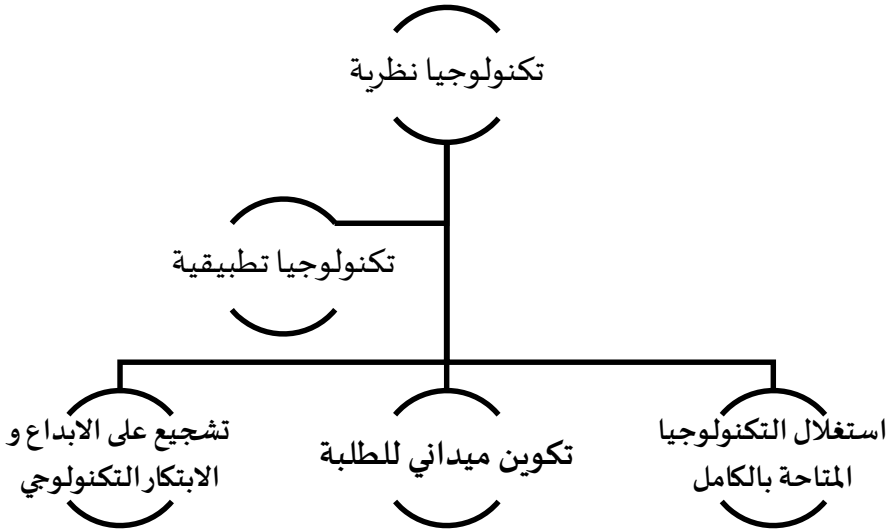 تكنولوجيا نظرية
تكنولوجيا تطبيقية
استغلال التكنولوجيا
المتاحة بالكامل
تكوين ميداني للطلبة
تشجيع على الابداع و
الابتكار التكنولوجي